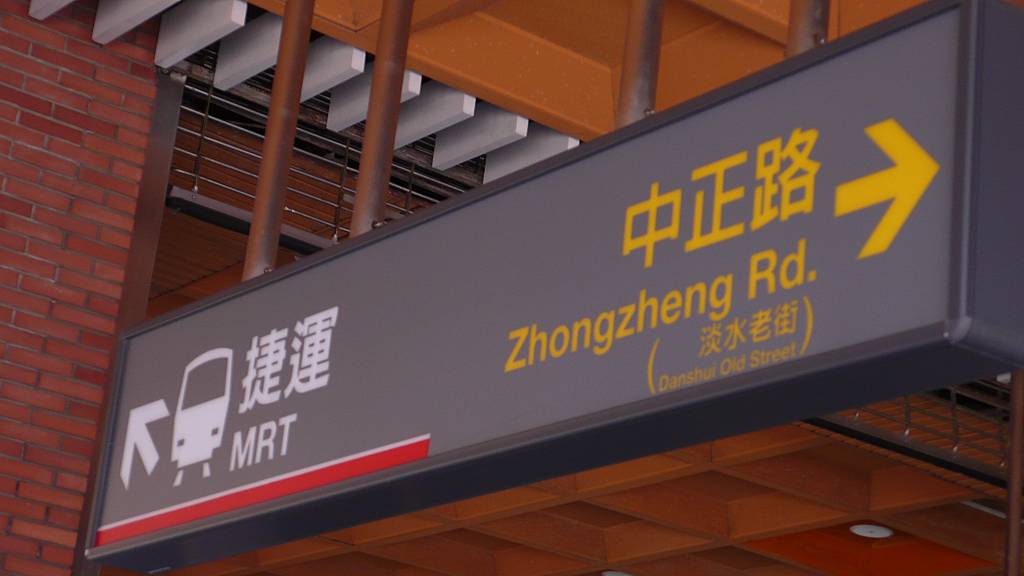 捷運
MRT
中正路
Zhongzheng Rd.
(淡水老街
Danshui Old Street)